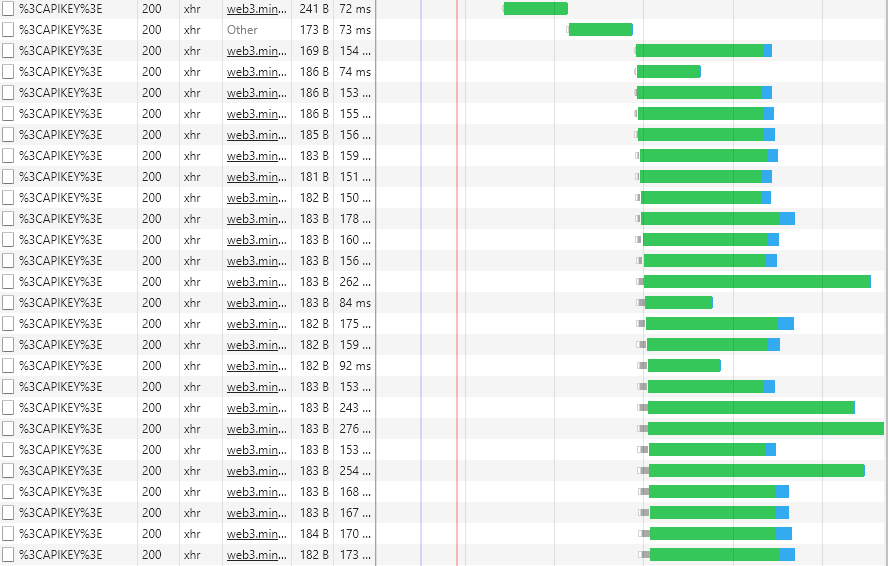 %3CAPIKEY%3E 200 xhr web3.min... 241 B 72 ms
%3CAPIKEY%3E 200 xhr Other 173 B 73 ms
%3CAPIKEY%3E 200 xhr web3.min... 169 B 154 ...
%3CAPIKEY%3E 200 xhr web3.min... 186 B 74 ms
%3CAPIKEY%3E 200 xhr web3.min... 186 B 153 ...
%3CAPIKEY%3E 200 xhr web3.min... 186 B 155 ...
%3CAPIKEY%3E 200 xhr web3.min... 185 B 156 ...
%3CAPIKEY%3E 200 xhr web3.min... 183 B 159 ...
%3CAPIKEY%3E 200 xhr web3.min... 181 B 151 ...
%3CAPIKEY%3E 200 xhr web3.min... 182 B 150 ...
%3CAPIKEY%3E 200 xhr web3.min... 183 B 178 ...
%3CAPIKEY%3E 200 xhr web3.min... 183 B 160 ...
%3CAPIKEY%3E 200 xhr web3.min... 183 B 156 ...
%3CAPIKEY%3E 200 xhr web3.min... 183 B 262 ...
%3CAPIKEY%3E 200 xhr web3.min... 183 B 84 ms
%3CAPIKEY%3E 200 xhr web3.min... 182 B 175 ...
%3CAPIKEY%3E 200 xhr web3.min... 182 B 159 ...
%3CAPIKEY%3E 200 xhr web3.min... 182 B 92 ms
%3CAPIKEY%3E 200 xhr web3.min... 183 B 153 ...
%3CAPIKEY%3E 200 xhr web3.min... 183 B 243 ...
%3CAPIKEY%3E 200 xhr web3.min... 183 B 276 ...
%3CAPIKEY%3E 200 xhr web3.min... 183 B 153 ...
%3CAPIKEY%3E 200 xhr web3.min... 183 B 254 ...
%3CAPIKEY%3E 200 xhr web3.min... 183 B 168 ...
%3CAPIKEY%3E 200 xhr web3.min... 183 B 167 ...
%3CAPIKEY%3E 200 xhr web3.min... 184 B 170 ...
%3CAPIKEY%3E 200 xhr web3.min... 182 B 173 ...